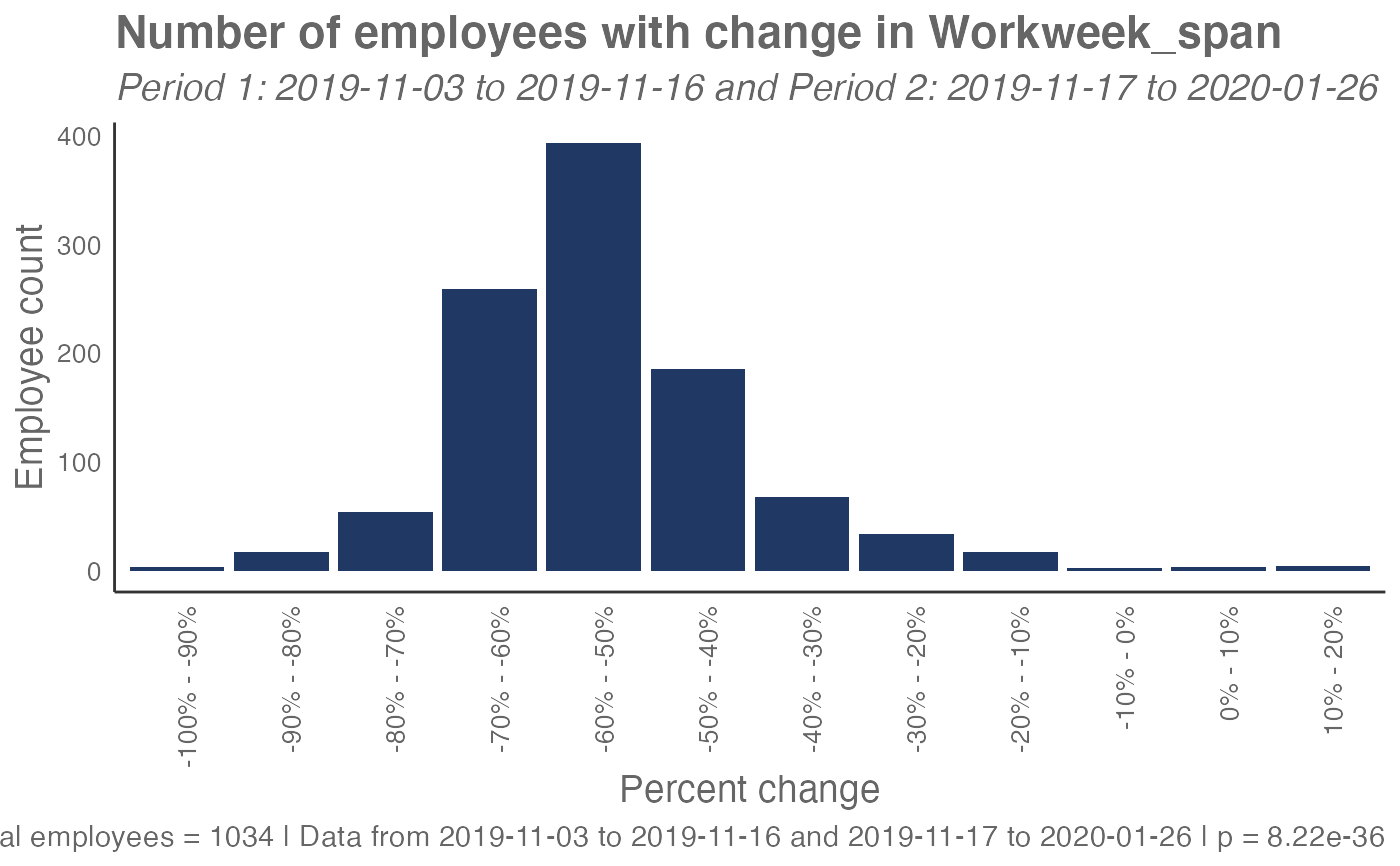 Number of employees with change in Workweek_span
Period 1: 2019-11-03 to 2019-11-16 and Period 2: 2019-11-17 to 2020-01-26
400
300
200
100
0
Employee count
-100% - -90%
-90% - -80%
-80% - -70%
-70% - -60%
-60% - -50%
-50% - -40%
-40% - -30%
-30% - -20%
-20% - -10%
-10% - 0%
0% - 10%
10% - 20%
Percent change
al employees = 1034 | Data from 2019-11-03 to 2019-11-16 and 2019-11-17 to 2020-01-26 | p = 8.22e-36